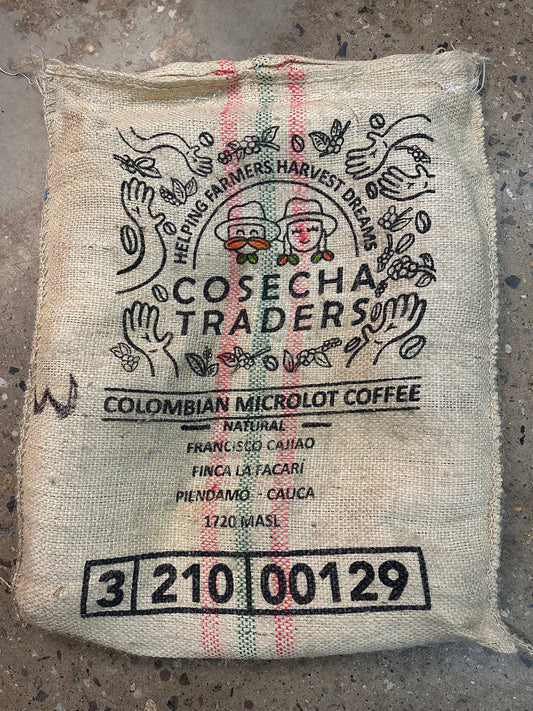 HELPING FARMERS HARVEST DREAMS
COSECHA
TRADERS
COLOMBIAN MICROLOT COFFEE
NATURAL
FRANCISCO CAJIAO
FINCA LA FACARÍ
PIENDAMO - CAUCA
1720 MASL
3 210 00129
W